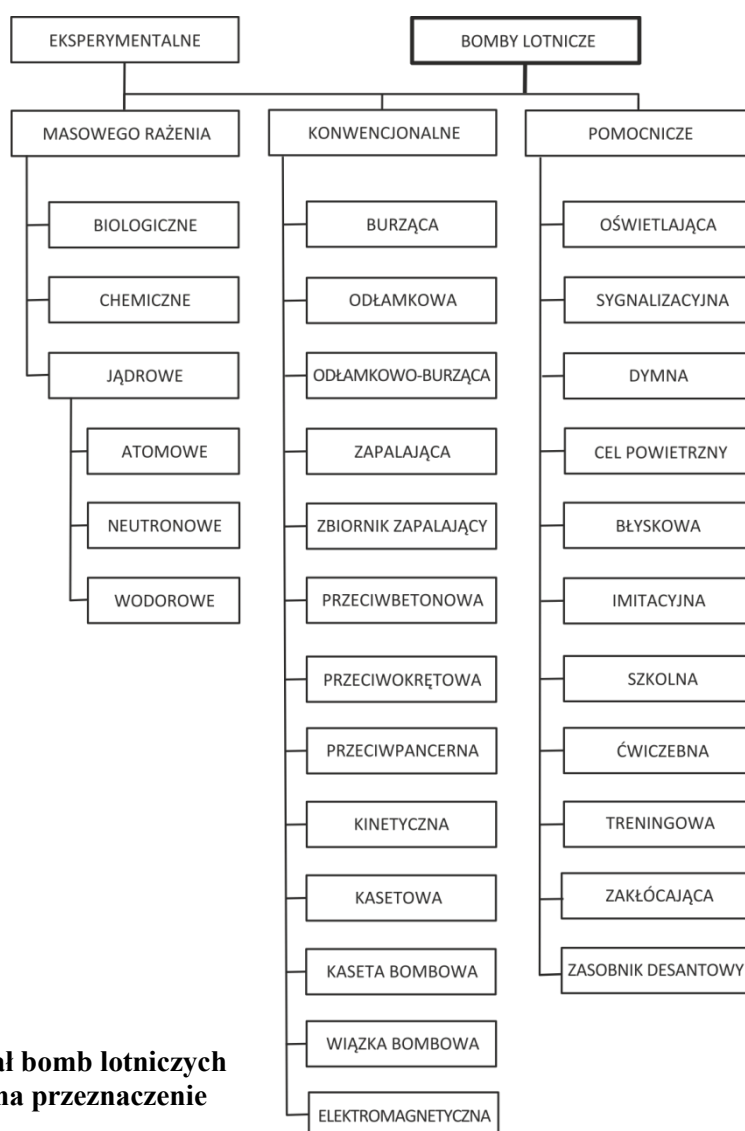 EKSPERYMENTALNE
BOMBY LOTNICZE
MASOWEGO RAŻENIA
KONWENCJONALNE
POMOCNICZE
BIOLOGICZNE
CHEMICZNE
JĄDROWE
ATOMOWE
NEUTRONOWE
WODOROWE
BURZĄCA
ODŁAMKOWA
ODŁAMKOWO-BURZĄCA
ZAPALAJĄCA
ZBIORNIK ZAPALAJĄCY
PRZECIWBETONOWA
PRZECIWOKRĘTOWA
PRZECIWPANCERNA
KINETYCZNA
KASETOWA
KASETA BOMBOWA
WIĄZKA BOMBOWA
ELEKTROMAGNETYCZNA
OŚWIETLAJĄCA
SYGNALIZACYJNA
DYMNA
CEL POWIETRZNY
BŁYSKOWA
IMITACYJNA
SZKOLNA
ĆWICZEBNA
TRENINGOWA
ZAKŁÓCAJĄCA
ZASOBNIK DESANTOWY
bomb lotniczych
na przeznaczenie